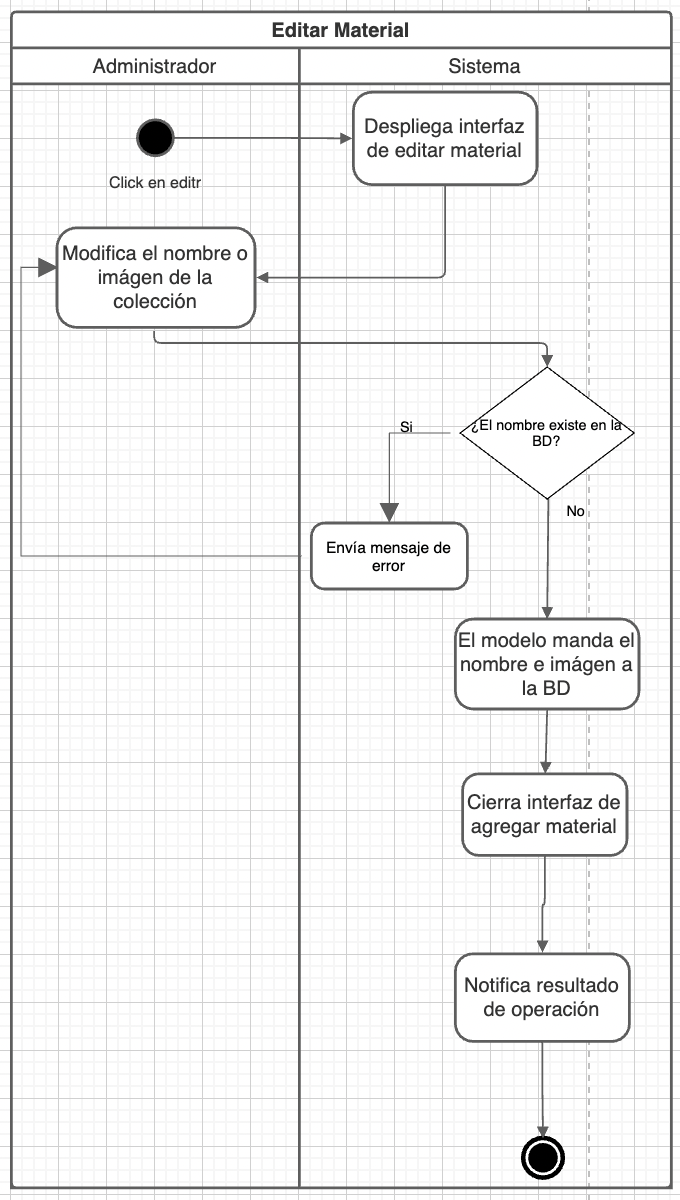 Editar Material
Administrador
Sistema
Despliega interfaz
de editar material
Click en editr
Modifica el nombre o
imágen de la
colección
¿El nombre existe en la
BD?
Si
No
Envía mensaje de
error
El modelo manda el
nombre e imágen a
la BD
Cierra interfaz de
agregar material
Notifica resultado
de operación